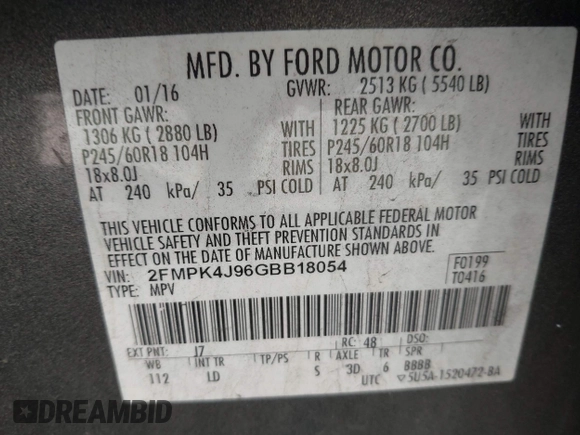 MFD. BY FORD MOTOR CO.
DATE: 01/16 GVWR: 2513 KG ( 5540 LB)
FRONT GAWR: REAR GAWR:
1306 KG ( 2880 LB) WITH 1225 KG ( 2700 LB) WITH
P245/60R18 104H TIRES P245/60R18 104H TIRES
18x8.0J RIMS 18x8.0J RIMS
AT 240 kPa/ 35 PSI COLD AT 240 kPa/ 35 PSI COLD
THIS VEHICLE CONFORMS TO ALL APPLICABLE FEDERAL MOTOR
VEHICLE SAFETY AND THEFT PREVENTION STANDARDS IN
EFFECT ON THE DATE OF MANUFACTURE SHOWN ABOVE.
VIN: 2FMPK4J96GBB18054 F0199
TYPE: MPV T0416
EXT PNT: J7 RC: 48 DSO:
WB TP/PS R AXLE TR SPR
112 LD S 3D 6 BBBB
UTC 5U5A-1520472-BA
DREAMBID